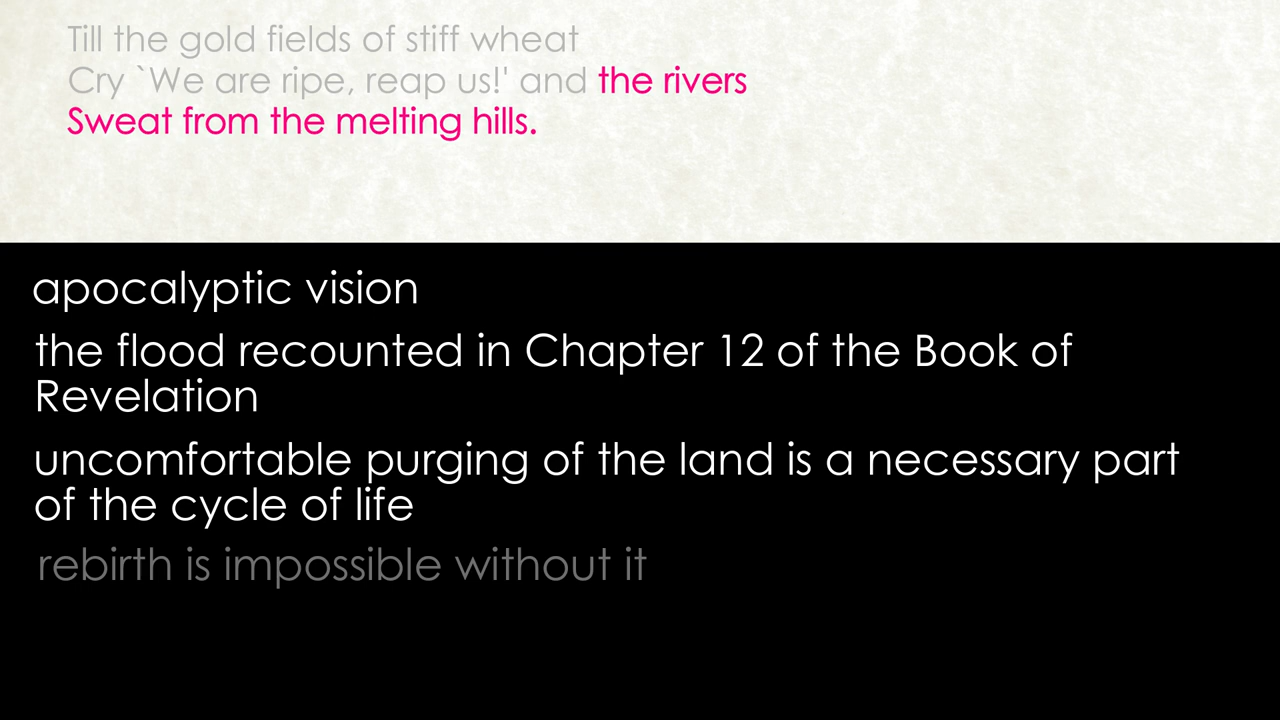 Till the gold fields of stiff wheat
Cry `We are ripe, reap us!' and the rivers
Sweat from the melting hills.
apocalyptic vision
the flood recounted in Chapter 12 of the Book of
Revelation
uncomfortable purging of the land is a necessary part
of the cycle of life
rebirth is impossible without it